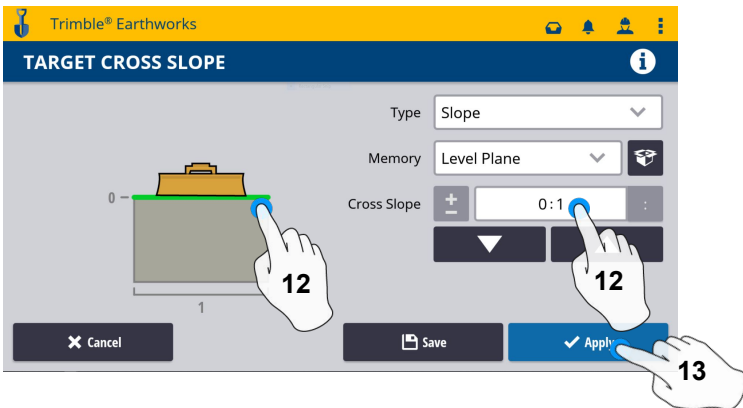 Trimble® Earthworks
TARGET CROSS SLOPE
Type Slope
Memory Level Plane
Cross Slope + − 0:1 :
0
1
12
12
Cancel
Save
Apply
13